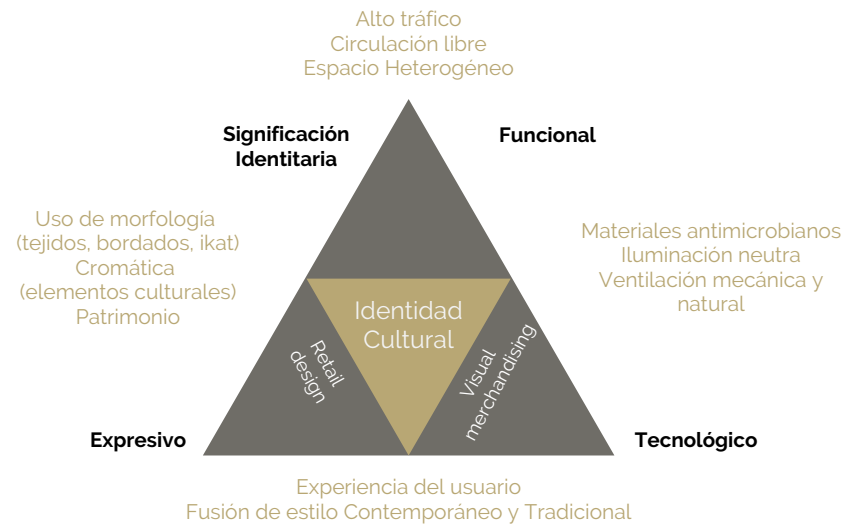 Alto tráfico
Circulación libre
Espacio Heterogéneo
Significación
Identitaria
Funcional
Uso de morfología
(tejidos, bordados, ikat)
Cromática
(elementos culturales)
Patrimonio
Materiales antimicrobianos
Iluminación neutra
Ventilación mecánica y
natural
Identidad
Cultural
Retail
design
Visual
merchandising
Expresivo
Tecnológico
Experiencia del usuario
Fusión de estilo Contemporáneo y Tradicional